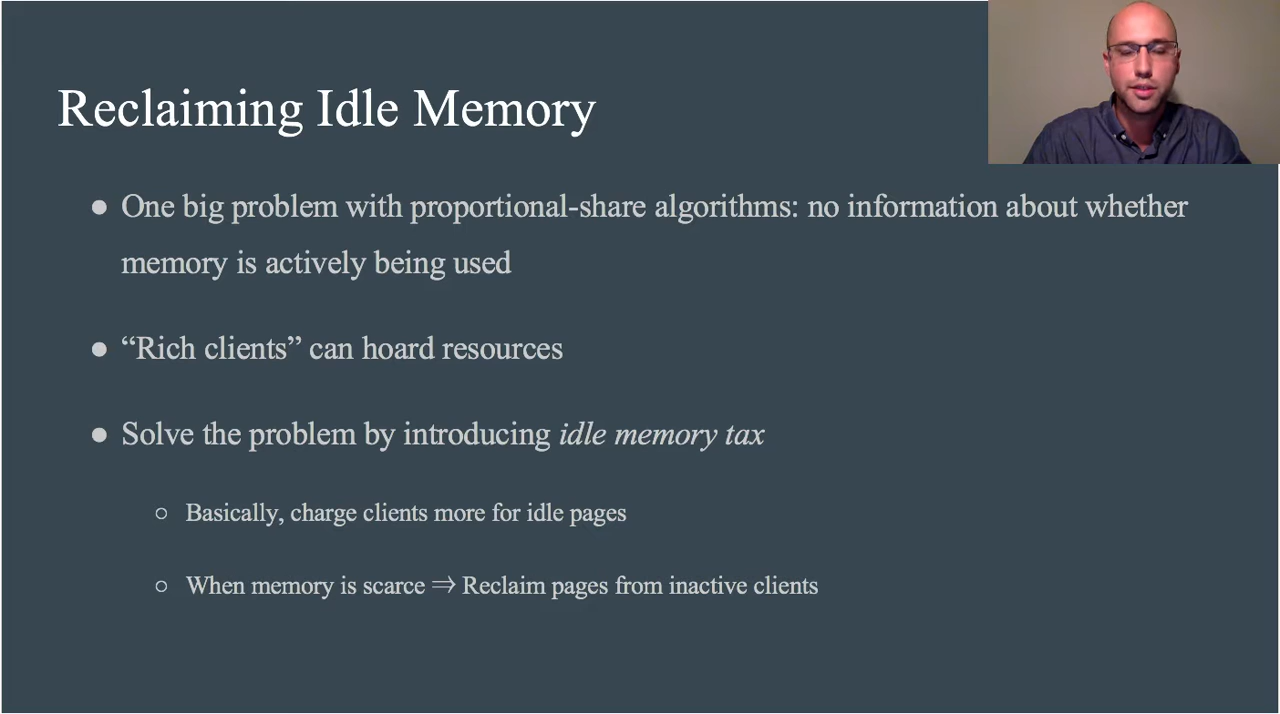 Reclaiming Idle Memory
● One big problem with proportional-share algorithms: no information about whether
memory is actively being used
● “Rich clients” can hoard resources
● Solve the problem by introducing idle memory tax
○ Basically, charge clients more for idle pages
○ When memory is scarce ⇒ Reclaim pages from inactive clients